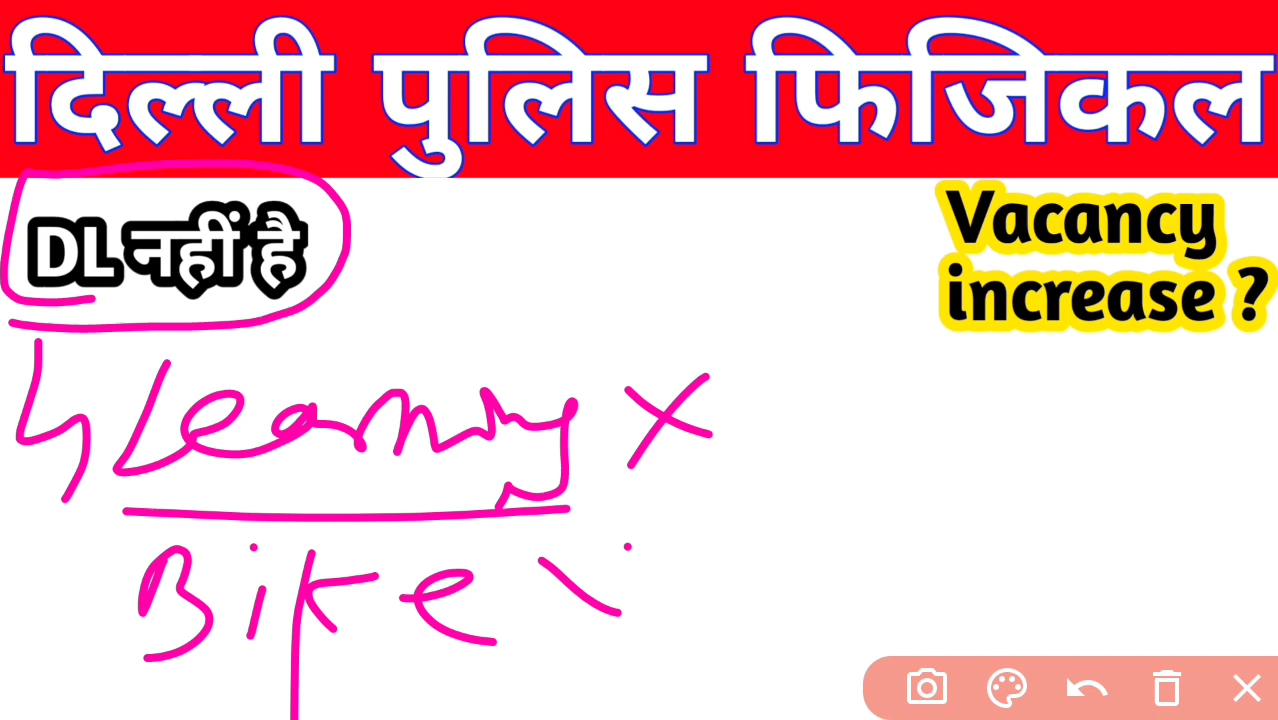 दिल्ली पुलिस फिजिकल
DL नहीं है
Vacancy
increase ?
Learning ×
Bike